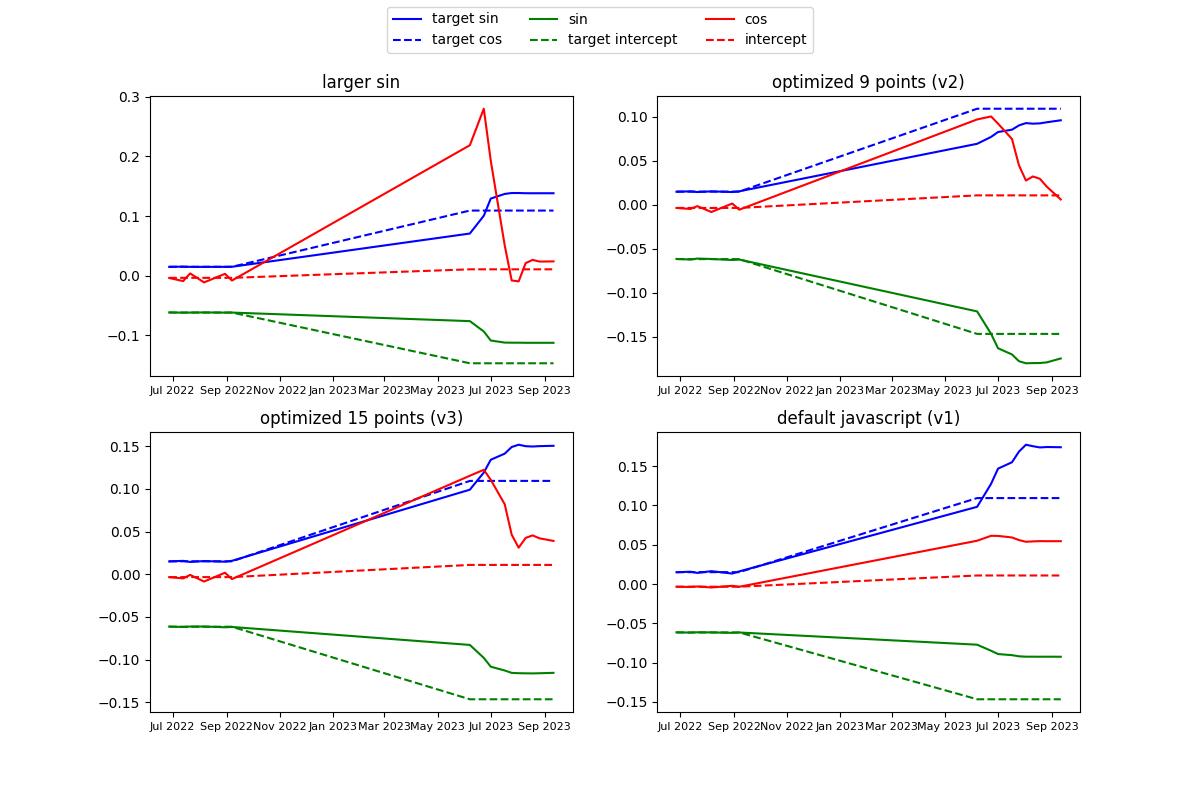 target sin sin cos
target cos target intercept intercept
larger sin
0.3
0.2
0.1
0.0
−0.1
Jul 2022 Sep 2022 Nov 2022 Jan 2023 Mar 2023 May 2023 Jul 2023 Sep 2023
optimized 9 points (v2)
0.10
0.05
0.00
−0.05
−0.10
−0.15
Jul 2022 Sep 2022 Nov 2022 Jan 2023 Mar 2023 May 2023 Jul 2023 Sep 2023
optimized 15 points (v3)
0.15
0.10
0.05
0.00
−0.05
−0.10
−0.15
Jul 2022 Sep 2022 Nov 2022 Jan 2023 Mar 2023 May 2023 Jul 2023 Sep 2023
default javascript (v1)
0.15
0.10
0.05
0.00
−0.05
−0.10
−0.15
Jul 2022 Sep 2022 Nov 2022 Jan 2023 Mar 2023 May 2023 Jul 2023 Sep 2023